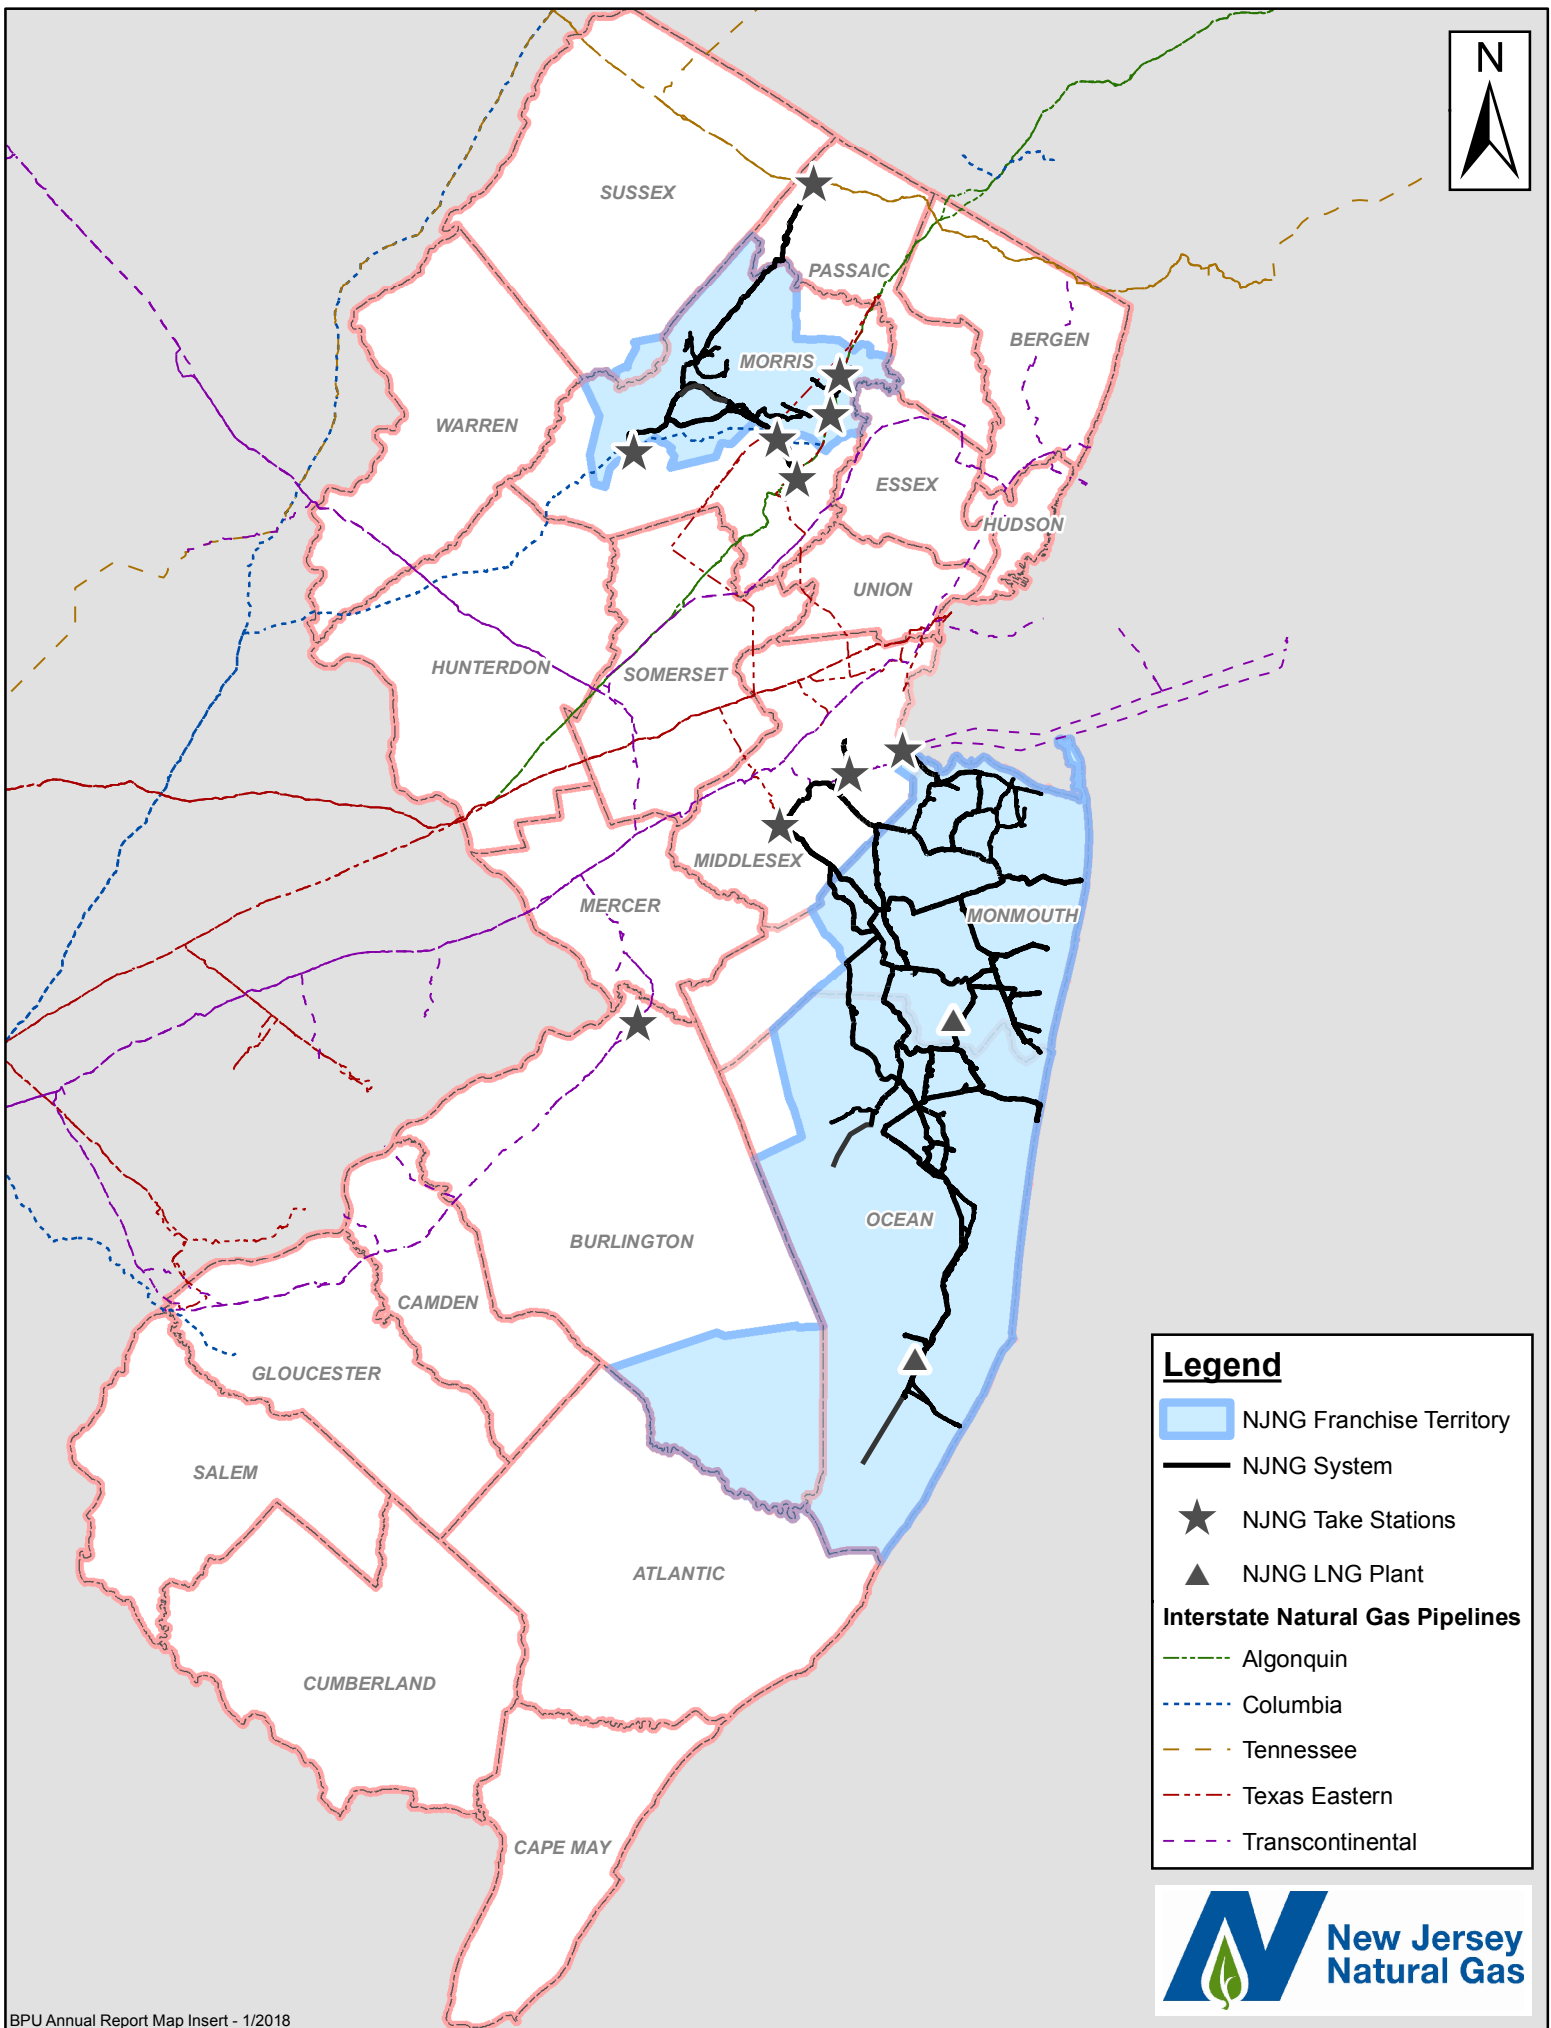 N
SUSSEX
PASSAIC
BERGEN
MORRIS
WARREN
ESSEX
HUDSON
UNION
HUNTERDON
SOMERSET
MIDDLESEX
MERCER
MONMOUTH
OCEAN
BURLINGTON
CAMDEN
GLOUCESTER
SALEM
ATLANTIC
CUMBERLAND
CAPE MAY
Legend
NJNG Franchise Territory
NJNG System
NJNG Take Stations
NJNG LNG Plant
Interstate Natural Gas Pipelines
Algonquin
Columbia
Tennessee
Texas Eastern
Transcontinental
New Jersey
Natural Gas
BPU Annual Report Map Insert - 1/2018